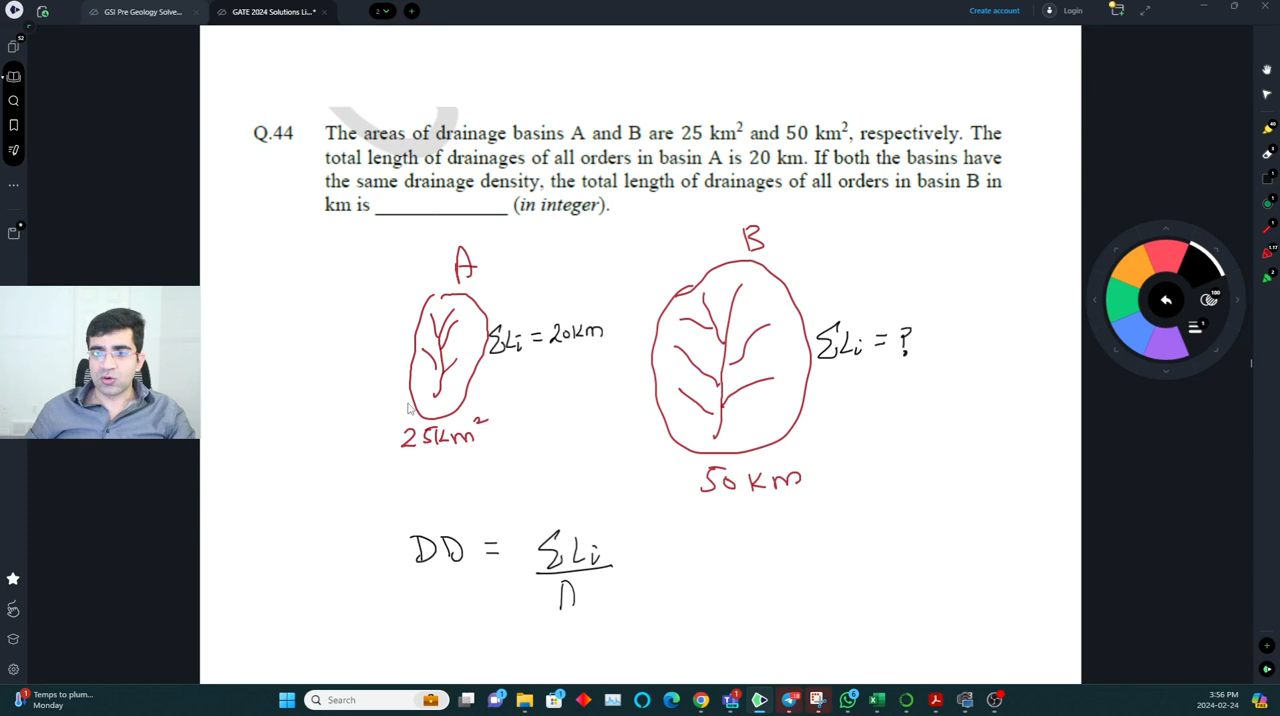 GSI Pre Geology Solve...
GATE 2024 Solutions Li...*
2
Create account
Login
52
Q.44 The areas of drainage basins A and B are 25 km² and 50 km², respectively. The
total length of drainages of all orders in basin A is 20 km. If both the basins have
the same drainage density, the total length of drainages of all orders in basin B in
km is ____________ (in integer).
A
B
ΣLi = 20km
ΣLi = ?
25km²
50 km
DD = ΣLi
100
1
Temps to plum...
Monday
Search
3:56 PM
2024-02-24